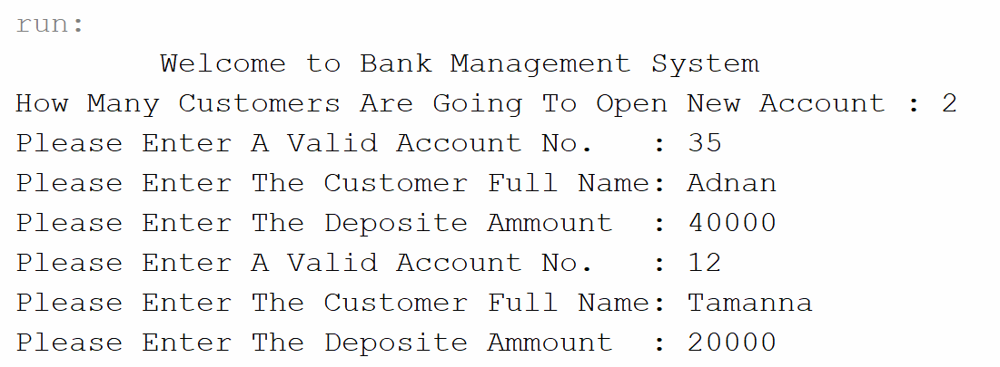 run:
Welcome to Bank Management System
How Many Customers Are Going To Open New Account : 2
Please Enter A Valid Account No.   : 35
Please Enter The Customer Full Name: Adnan
Please Enter The Deposite Ammount  : 40000
Please Enter A Valid Account No.   : 12
Please Enter The Customer Full Name: Tamanna
Please Enter The Deposite Ammount  : 20000